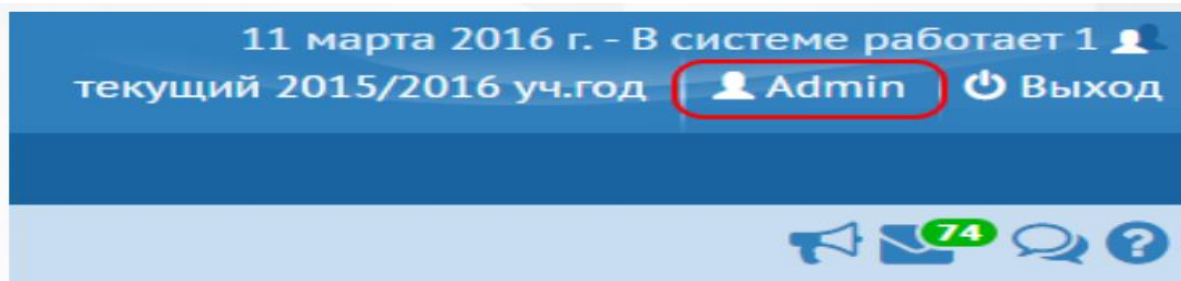 11 марта 2016 г. - В системе работает 1
текущий 2015/2016 уч.год Admin Выход
74
?